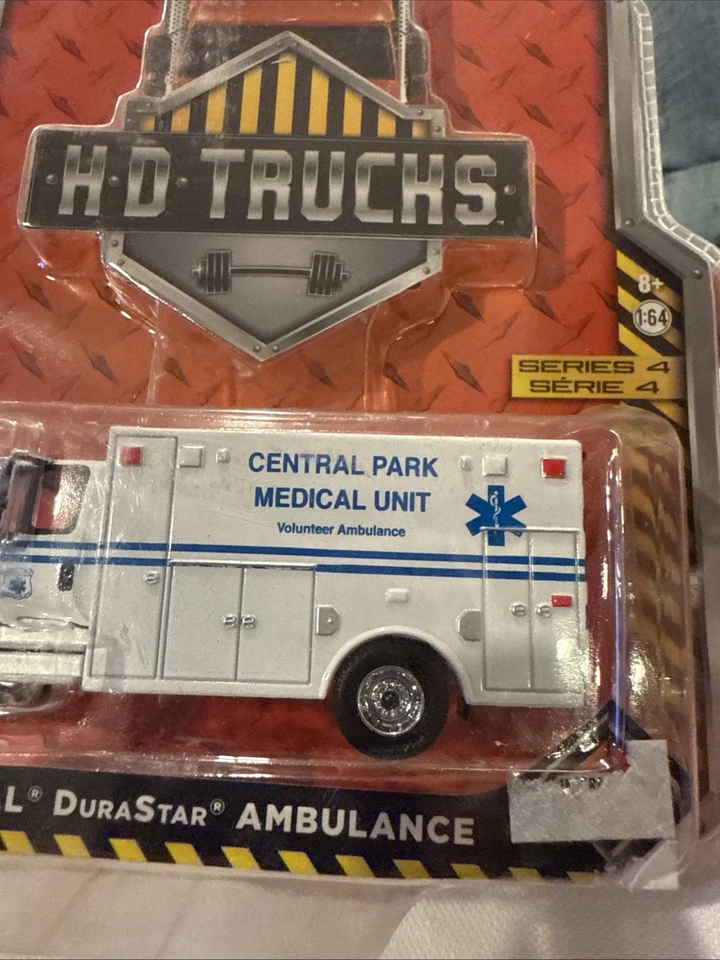 H·D TRUCKS
8+
1:64
SERIES 4
SÉRIE 4
CENTRAL PARK
MEDICAL UNIT
Volunteer Ambulance
L® DURASTAR® AMBULANCE